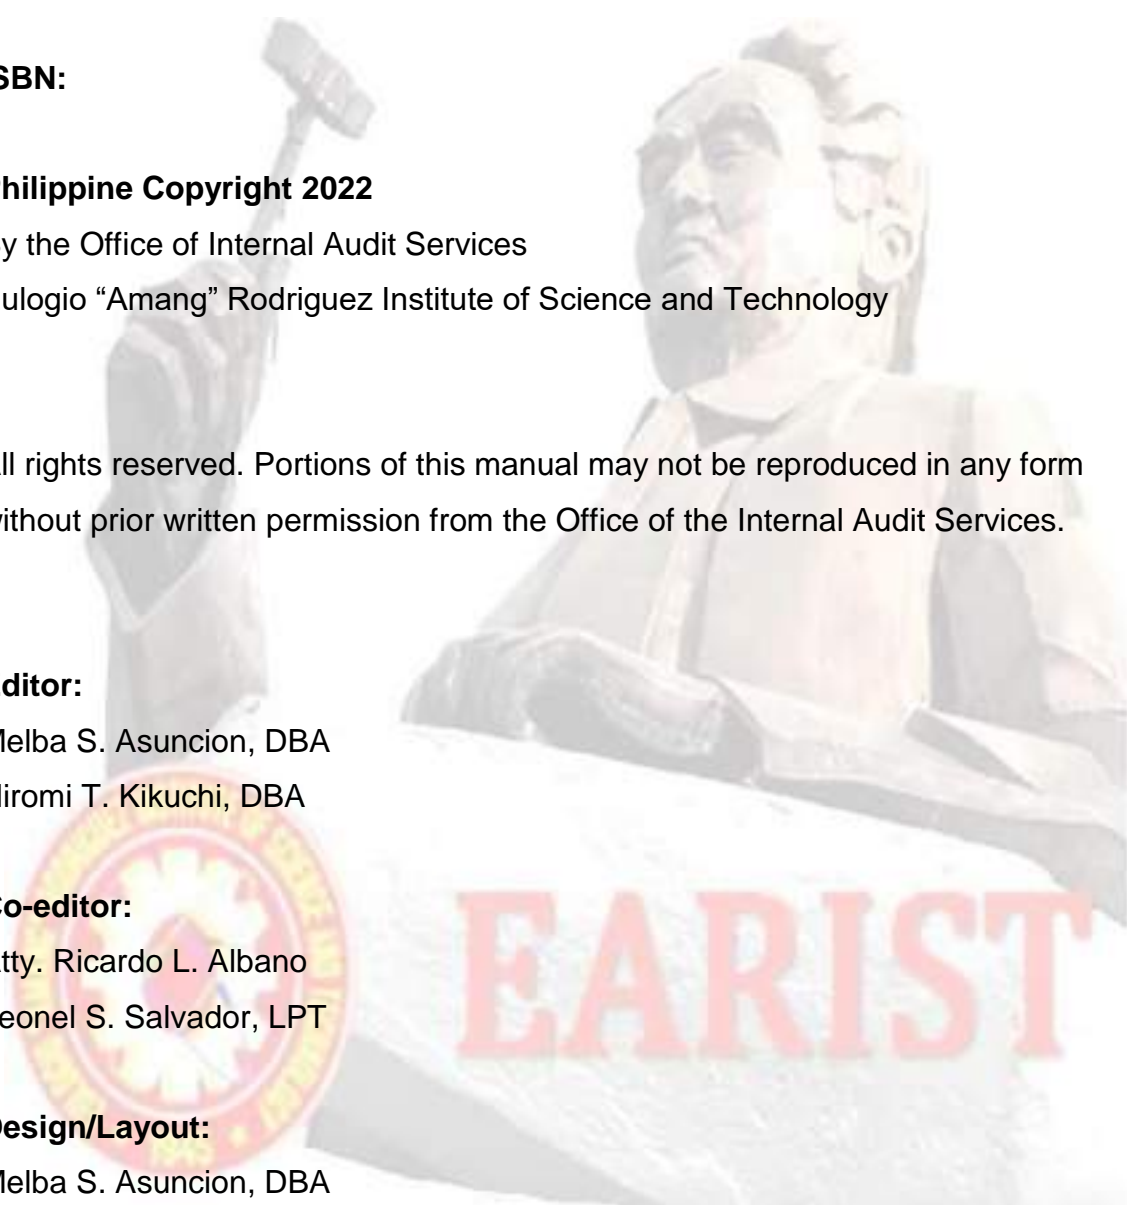 SBN:
hilippine Copyright 2022
y the Office of Internal Audit Services
ulogio “Amang” Rodriguez Institute of Science and Technology
ll rights reserved. Portions of this manual may not be reproduced in any form
ithout prior written permission from the Office of the Internal Audit Services.
ditor:
elba S. Asuncion, DBA
iromi T. Kikuchi, DBA
o-editor:
tty. Ricardo L. Albano
eonel S. Salvador, LPT
esign/Layout:
elba S. Asuncion, DBA
EARIST
1945